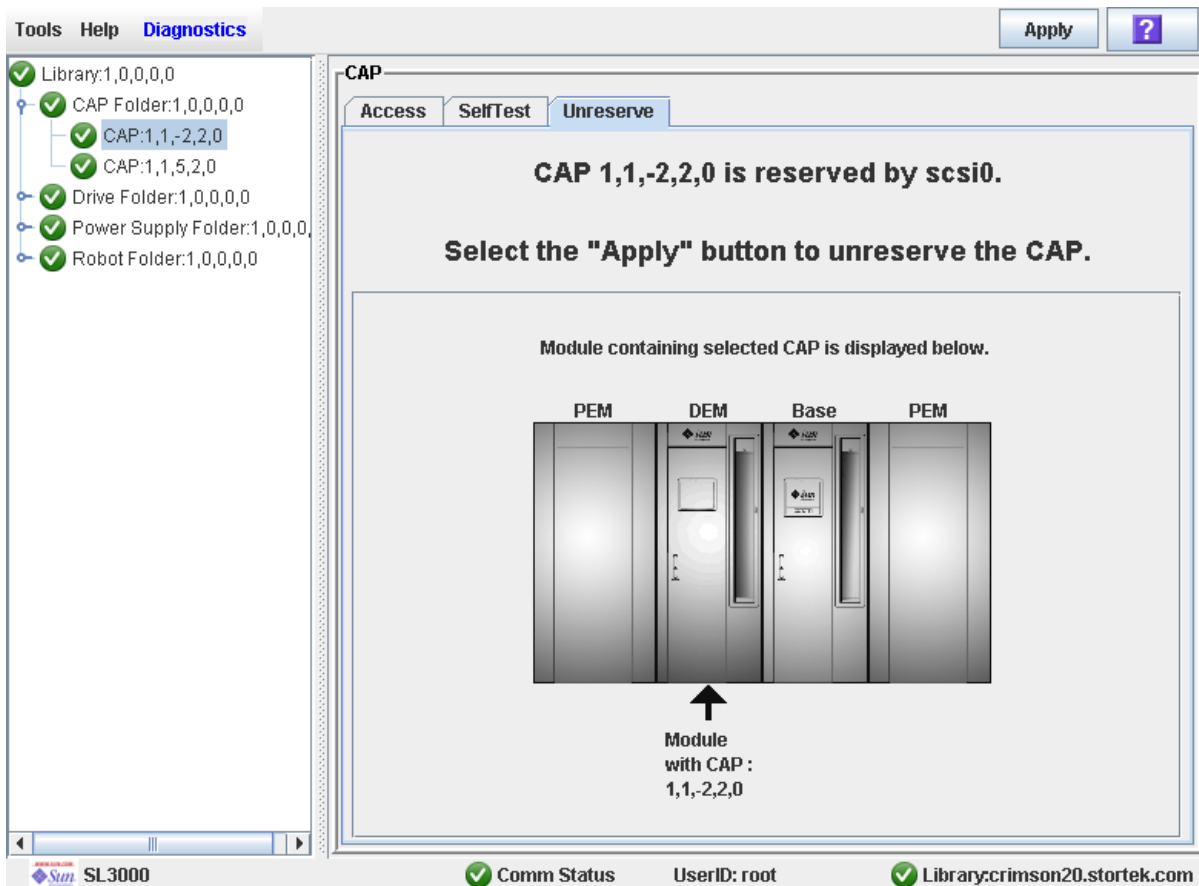 Tools Help Diagnostics
Apply
?
Library:1,0,0,0,0
CAP Folder:1,0,0,0,0
CAP:1,1,-2,2,0
CAP:1,1,5,2,0
Drive Folder:1,0,0,0,0
Power Supply Folder:1,0,0,0,
Robot Folder:1,0,0,0,0
CAP
Access SelfTest Unreserve
CAP 1,1,-2,2,0 is reserved by scsi0.
Select the "Apply" button to unreserve the CAP.
Module containing selected CAP is displayed below.
PEM DEM Base PEM
Sun Sun
Sun
Module
with CAP :
1,1,-2,2,0
Sun SL3000 Comm Status UserID: root Library:crimson20.stortek.com